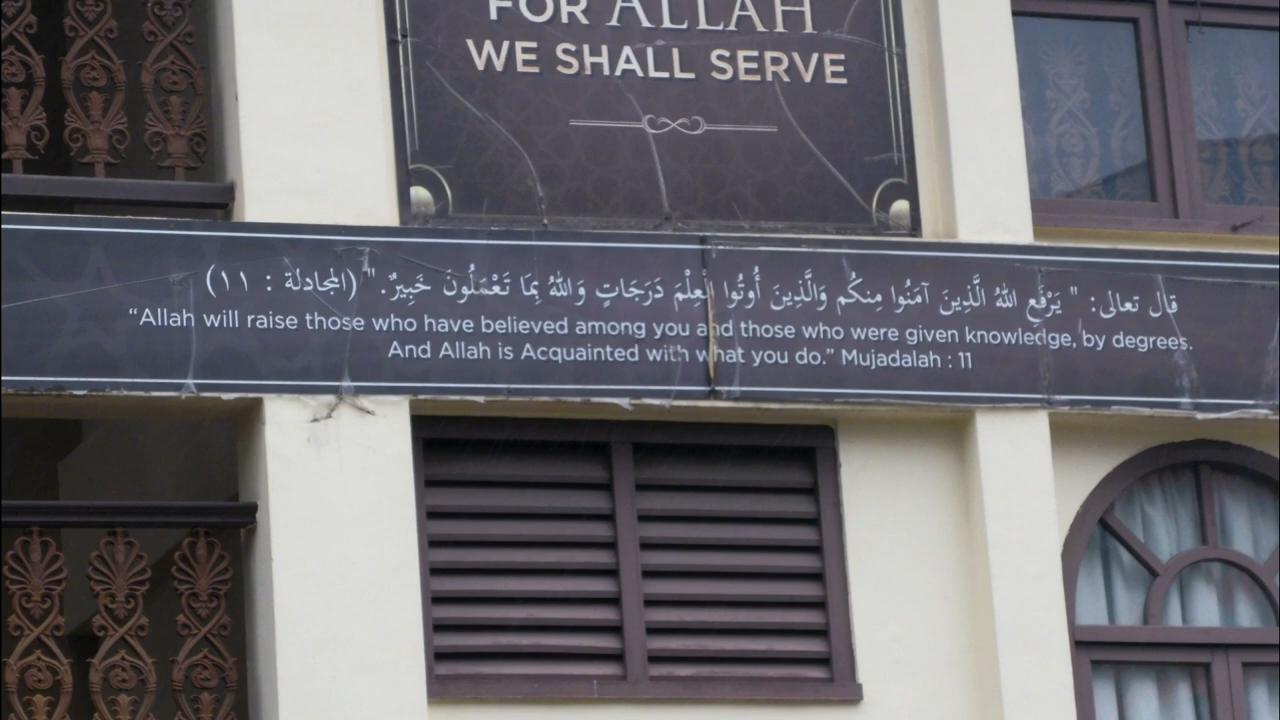 FOR ALLAH
WE SHALL SERVE
قال تعالى: " يَرْفَعِ اللهُ الَّذِينَ آمَنُوا مِنكُم وَالَّذِينَ أُوتُوا الْعِلْمَ دَرَجَاتٍ وَاللهُ بِمَا تَعْمَلُونَ خَبِيرٌ." (المجادلة : ١١)
“Allah will raise those who have believed among you and those who were given knowledge, by degrees.
And Allah is Acquainted with what you do.” Mujadalah : 11